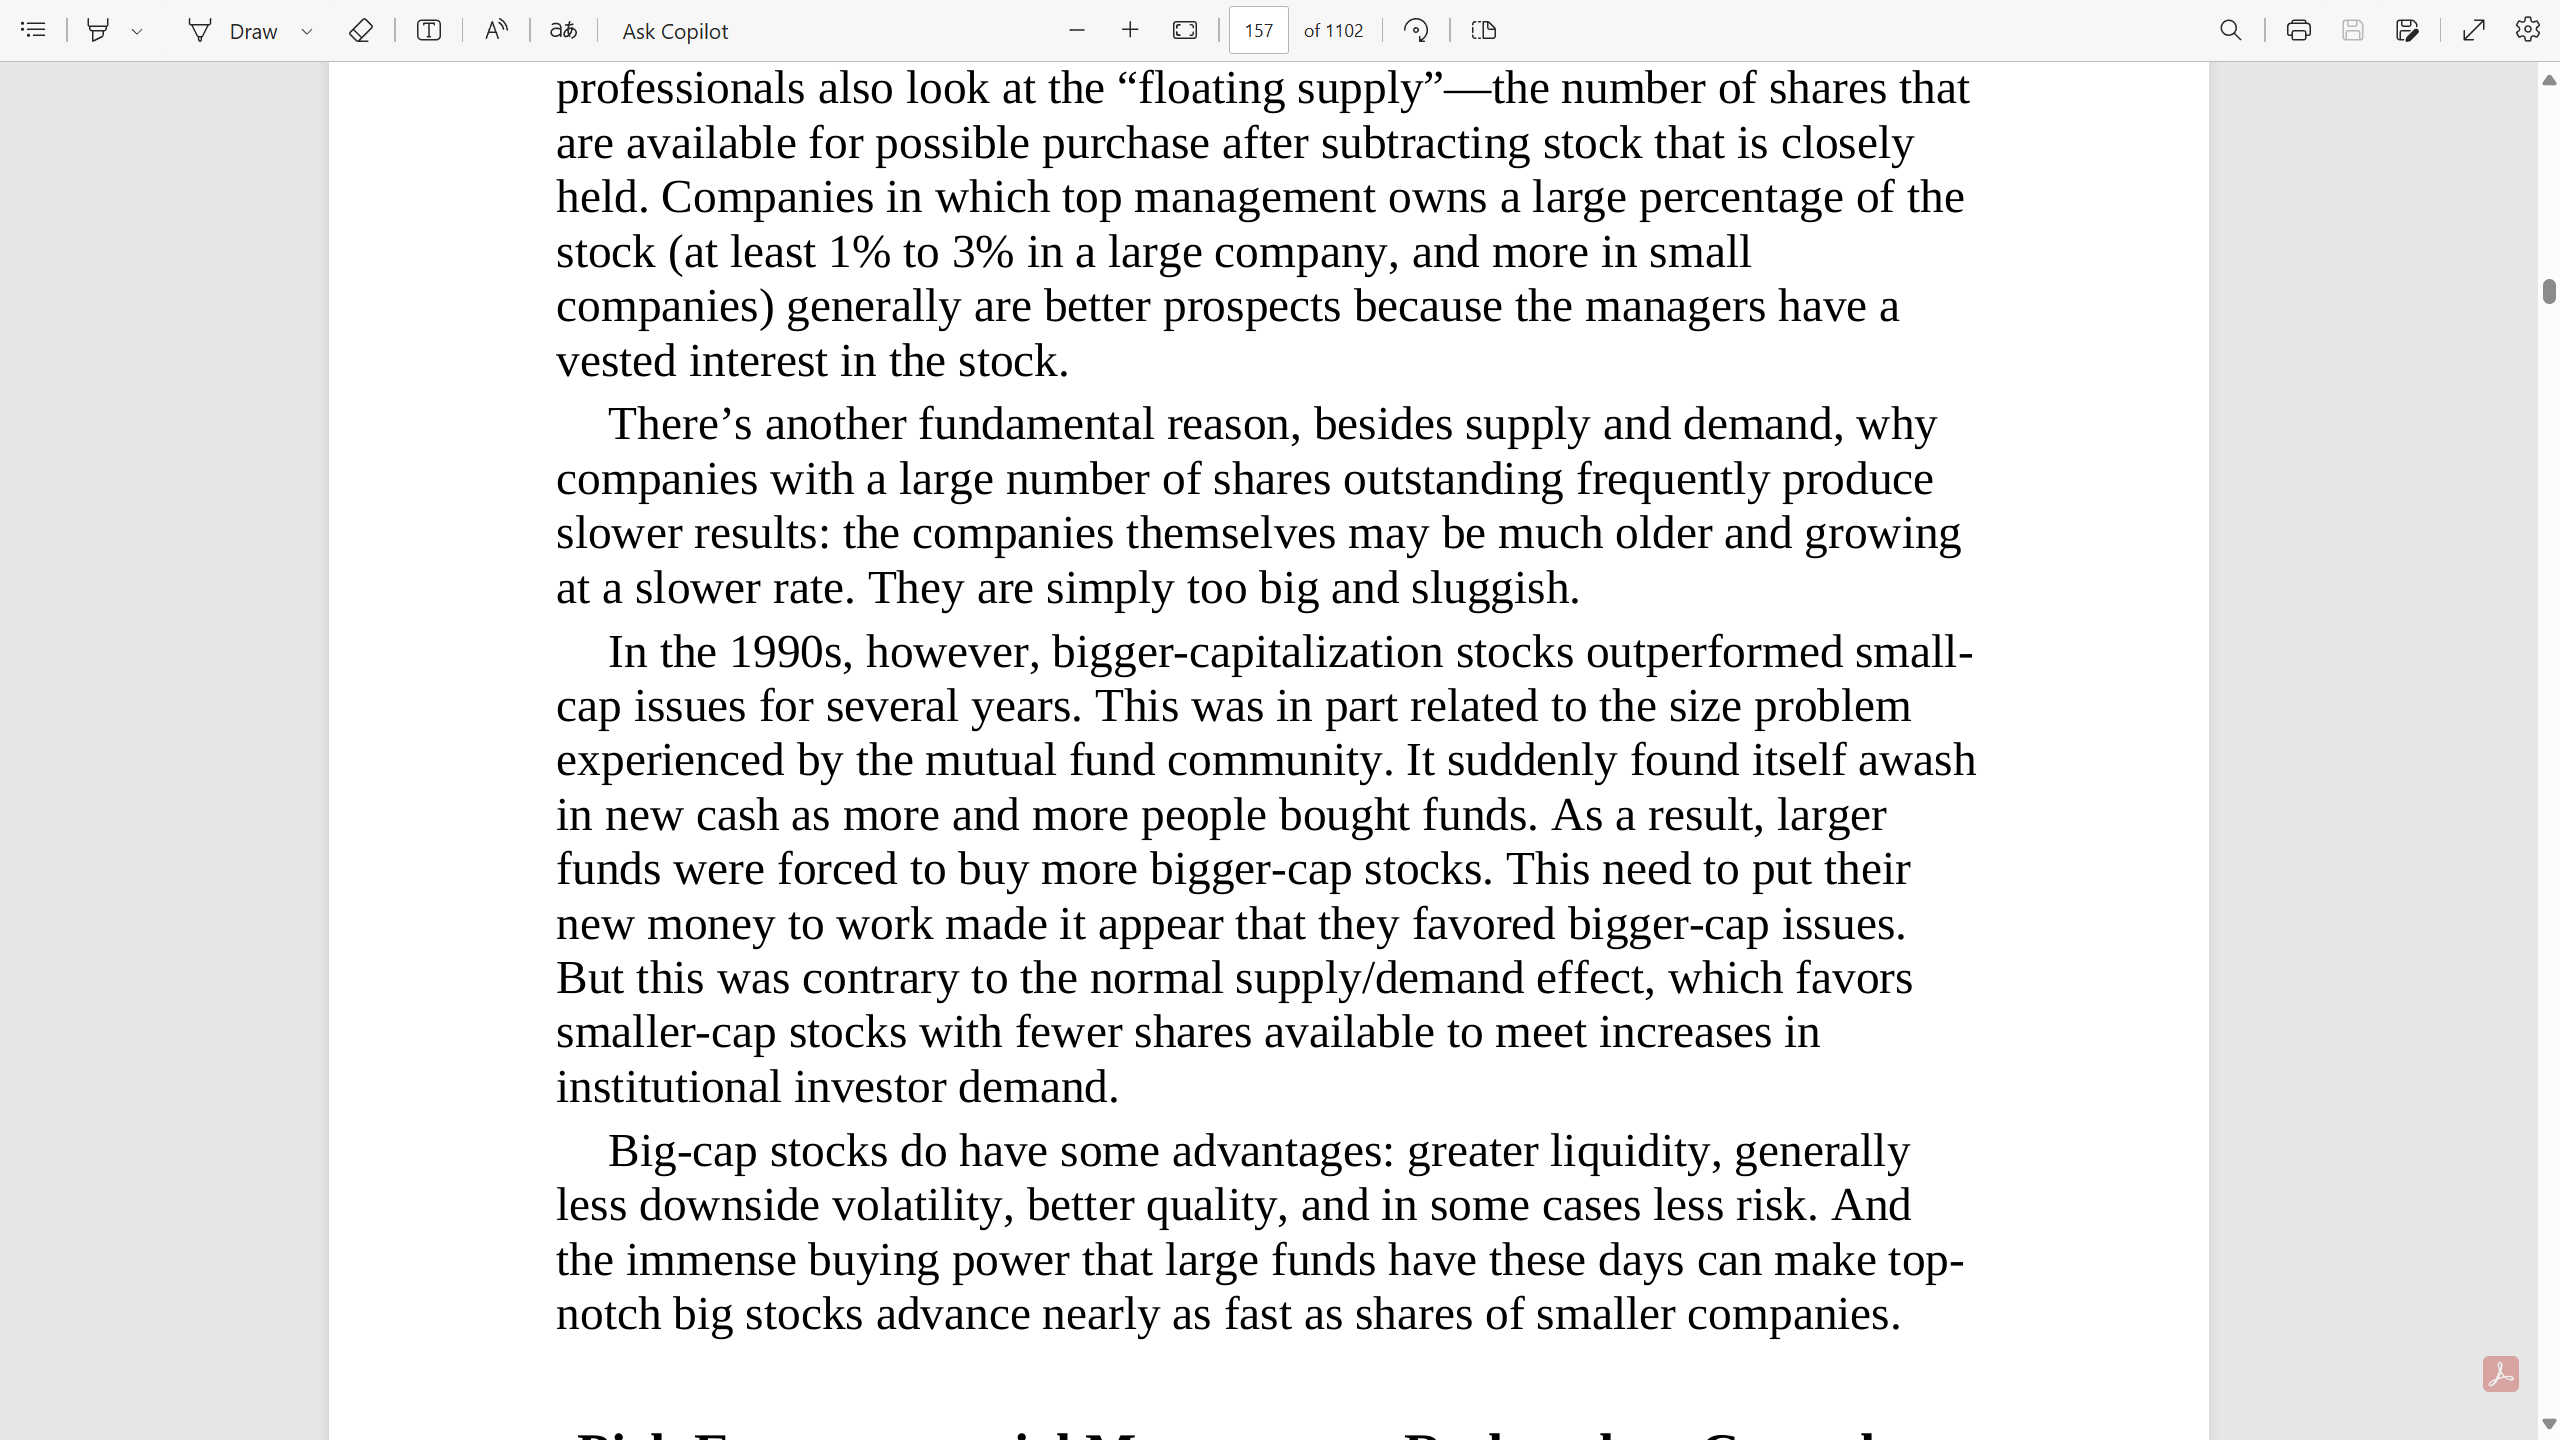 Draw
Ask Copilot
157 of 1102
professionals also look at the “floating supply”—the number of shares that
are available for possible purchase after subtracting stock that is closely
held. Companies in which top management owns a large percentage of the
stock (at least 1% to 3% in a large company, and more in small
companies) generally are better prospects because the managers have a
vested interest in the stock.
There’s another fundamental reason, besides supply and demand, why
companies with a large number of shares outstanding frequently produce
slower results: the companies themselves may be much older and growing
at a slower rate. They are simply too big and sluggish.
In the 1990s, however, bigger-capitalization stocks outperformed small-
cap issues for several years. This was in part related to the size problem
experienced by the mutual fund community. It suddenly found itself awash
in new cash as more and more people bought funds. As a result, larger
funds were forced to buy more bigger-cap stocks. This need to put their
new money to work made it appear that they favored bigger-cap issues.
But this was contrary to the normal supply/demand effect, which favors
smaller-cap stocks with fewer shares available to meet increases in
institutional investor demand.
Big-cap stocks do have some advantages: greater liquidity, generally
less downside volatility, better quality, and in some cases less risk. And
the immense buying power that large funds have these days can make top-
notch big stocks advance nearly as fast as shares of smaller companies.